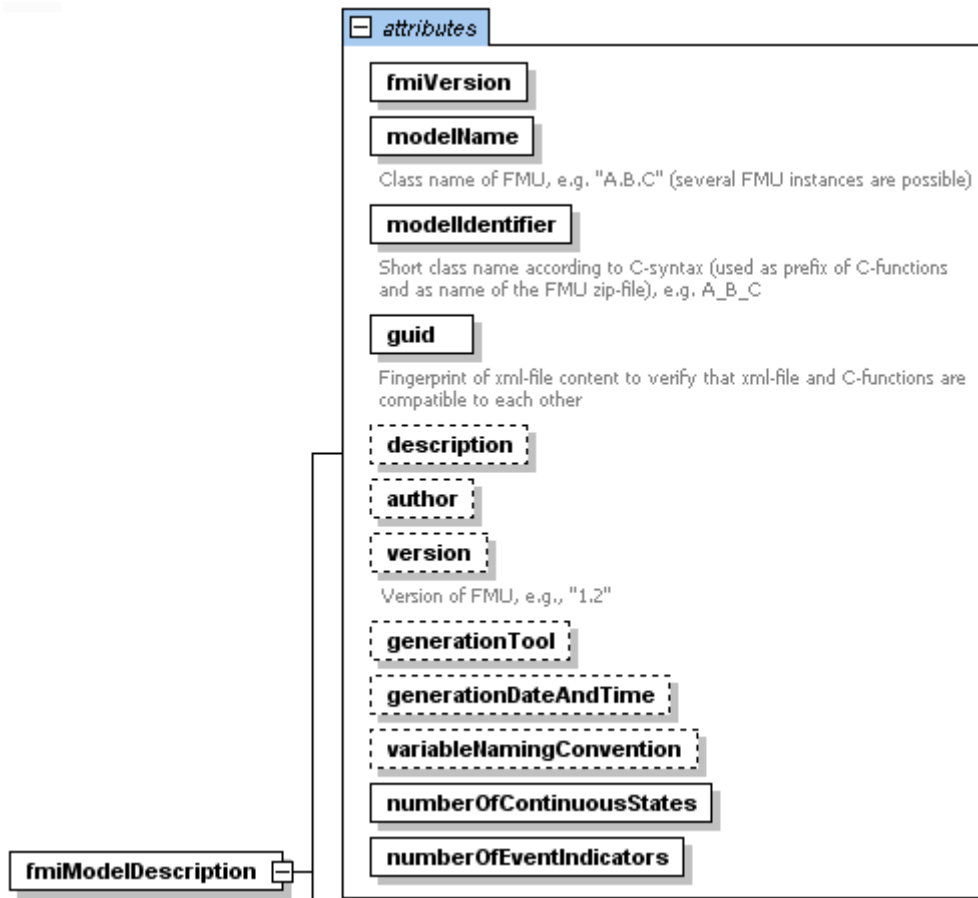 attributes
fmiVersion
modelName
Class name of FMU, e.g. "A.B.C" (several FMU instances are possible)
modelIdentifier
Short class name according to C-syntax (used as prefix of C-functions
and as name of the FMU zip-file), e.g. A_B_C
guid
Fingerprint of xml-file content to verify that xml-file and C-functions are
compatible to each other
description
author
version
Version of FMU, e.g., "1.2"
generationTool
generationDateAndTime
variableNamingConvention
numberOfContinuousStates
numberOfEventIndicators
fmiModelDescription